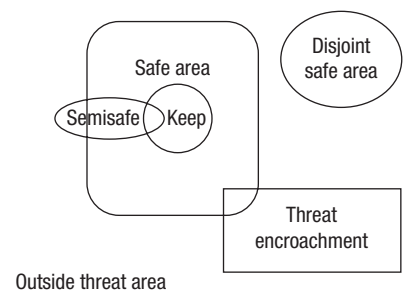 Disjoint
safe area
Safe area
Semisafe
Keep
Threat
encroachment
Outside threat area